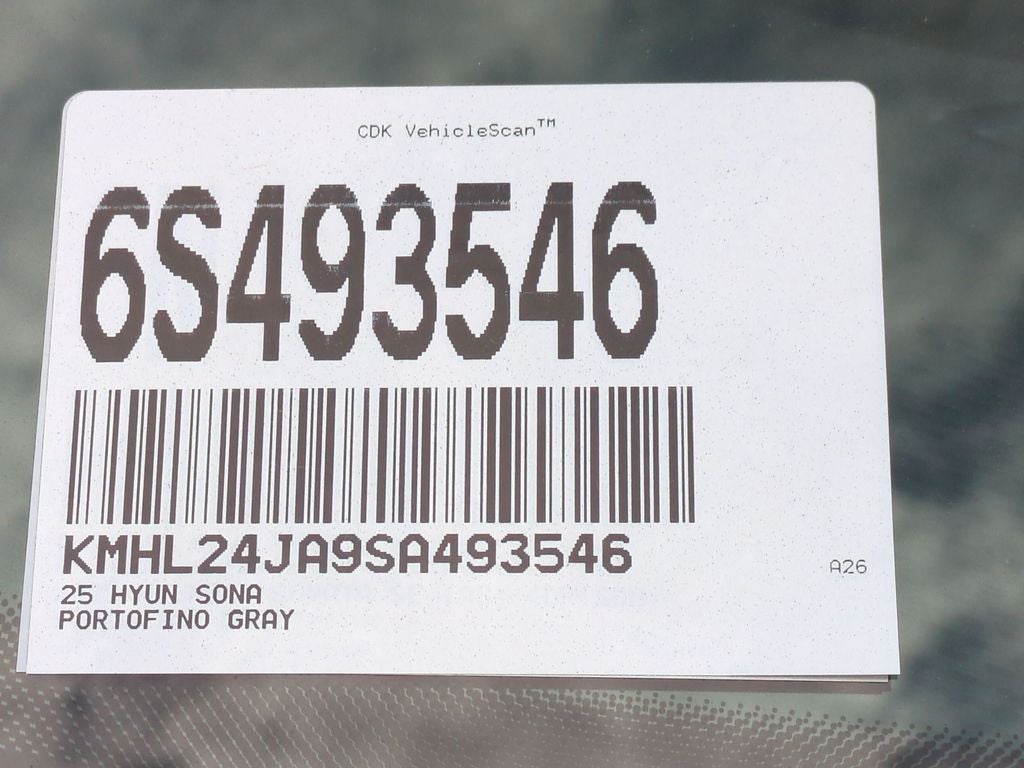 CDK VehicleScan™
6S493546
KMHL24JA9SA493546
25 HYUN SONA
PORTOFINO GRAY
A26